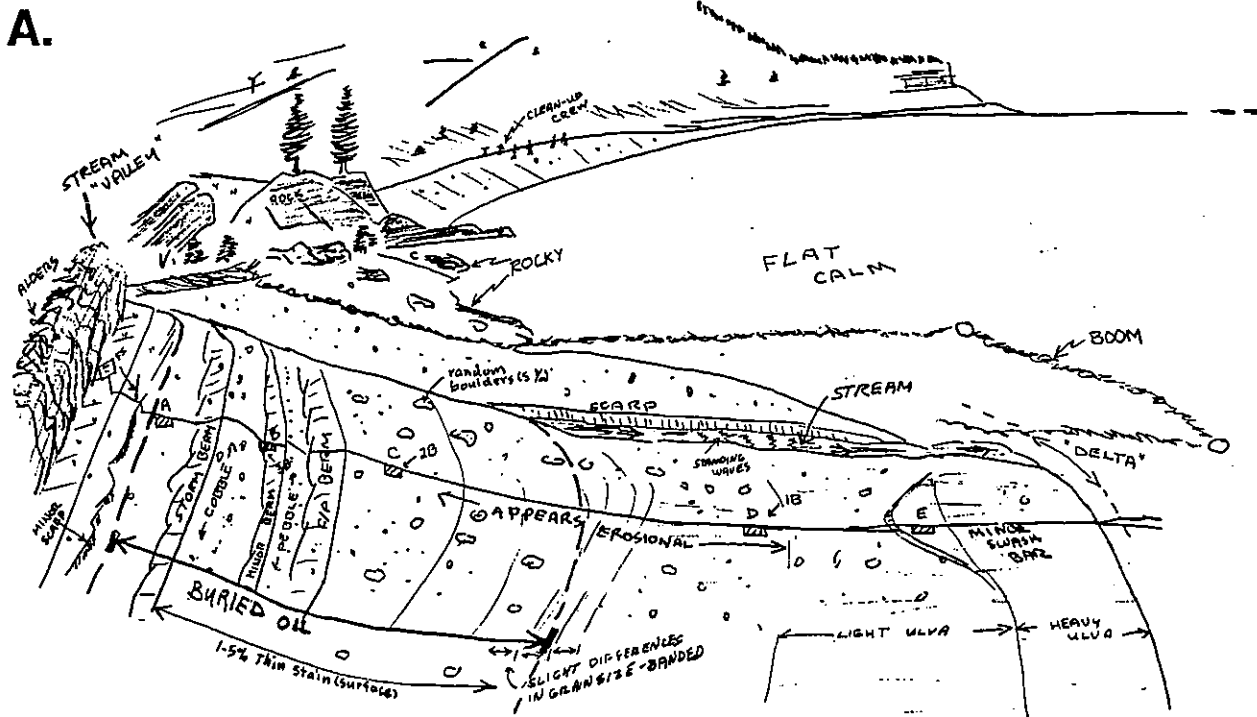 A.
CLEAN-UP
CREW
STREAM
"VALLEY"
ROCK
ALDERS
ROCKY
FLAT
CALM
BOOM
random
boulders (5%)
STREAM
SCARP
STANDING
WAVES
"DELTA"
A
STORM BERM
COBBLE
B
MINOR BERM
PEBBLE
BERM
2B
C
APPEARS
EROSIONAL
D
1B
E
MINOR
SWASH
BAR
MINOR
SCARP
BURIED OIL
1-5% Thin Stain (surface)
SLIGHT DIFFERENCES
IN GRAIN SIZE-BANDED
LIGHT ULVA
HEAVY
ULVA